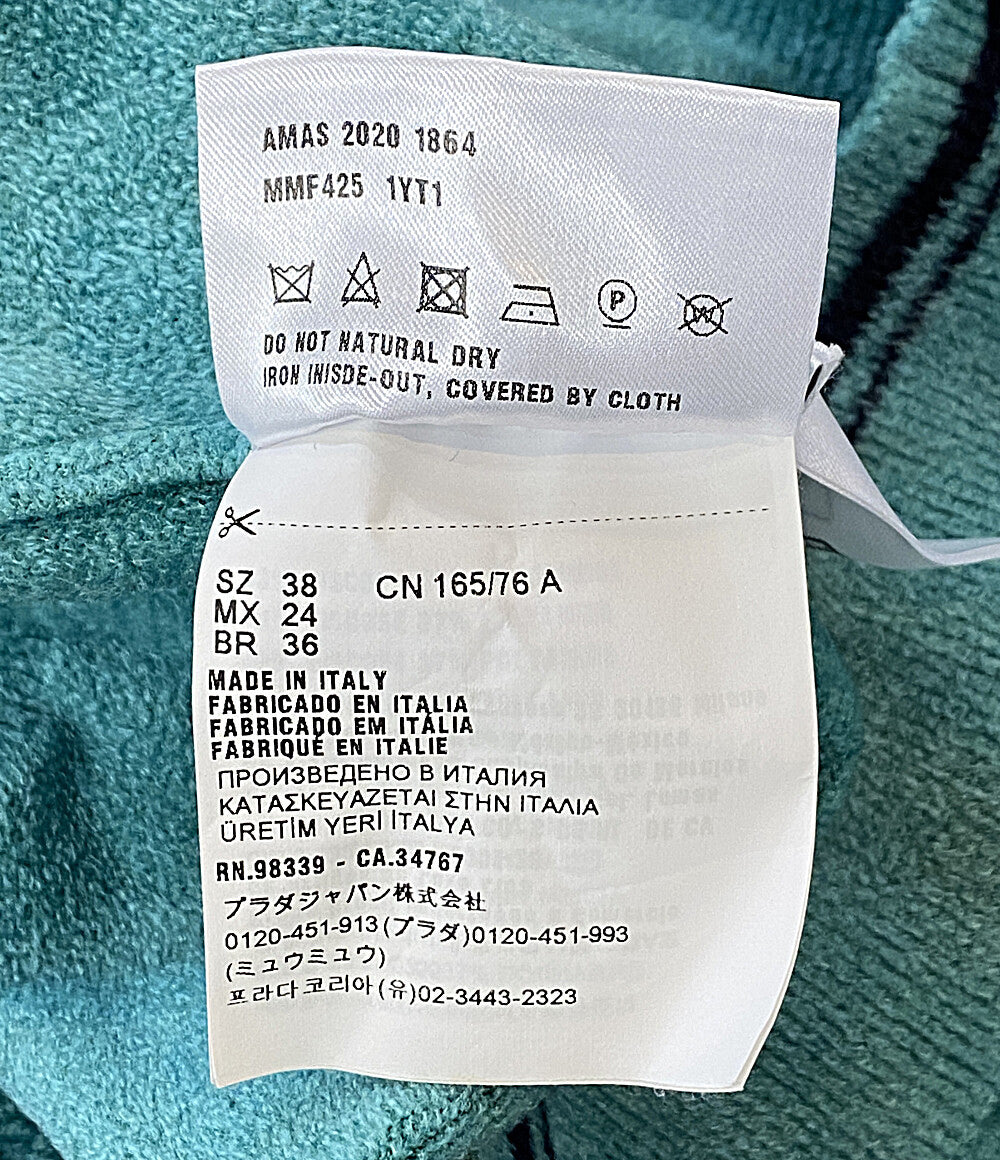 AMAS 2020 1864
MMF425 1YT1
P W
DO NOT NATURAL DRY
IRON INISDE-OUT, COVERED BY CLOTH
SZ 38 CN 165/76 A
MX 24
BR 36
MADE IN ITALY
FABRICADO EN ITALIA
FABRICADO EM ITÁLIA
FABRIQUÉ EN ITALIE
ПРОИЗВЕДЕНО В ИТАЛИЯ
ΚΑΤΑΣΚΕΥΑΖΕΤΑΙ ΣΤΗΝ ΙΤΑΛΙΑ
ÜRETİM YERİ İTALYA
RN.98339 - CA.34767
プラダジャパン株式会社
0120-451-913(プラダ)0120-451-993
(ミュウミュウ)
프라다코리아(유)02-3443-2323